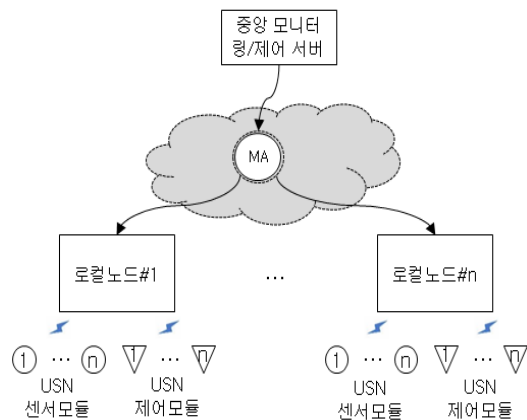 중앙 모니터
링/제어 서버
MA
로컬노드#1
...
로컬노드#n
1 ... n 1 ... n
1 ... n 1 ... n
USN
센서모듈
USN
제어모듈
USN
센서모듈
USN
제어모듈